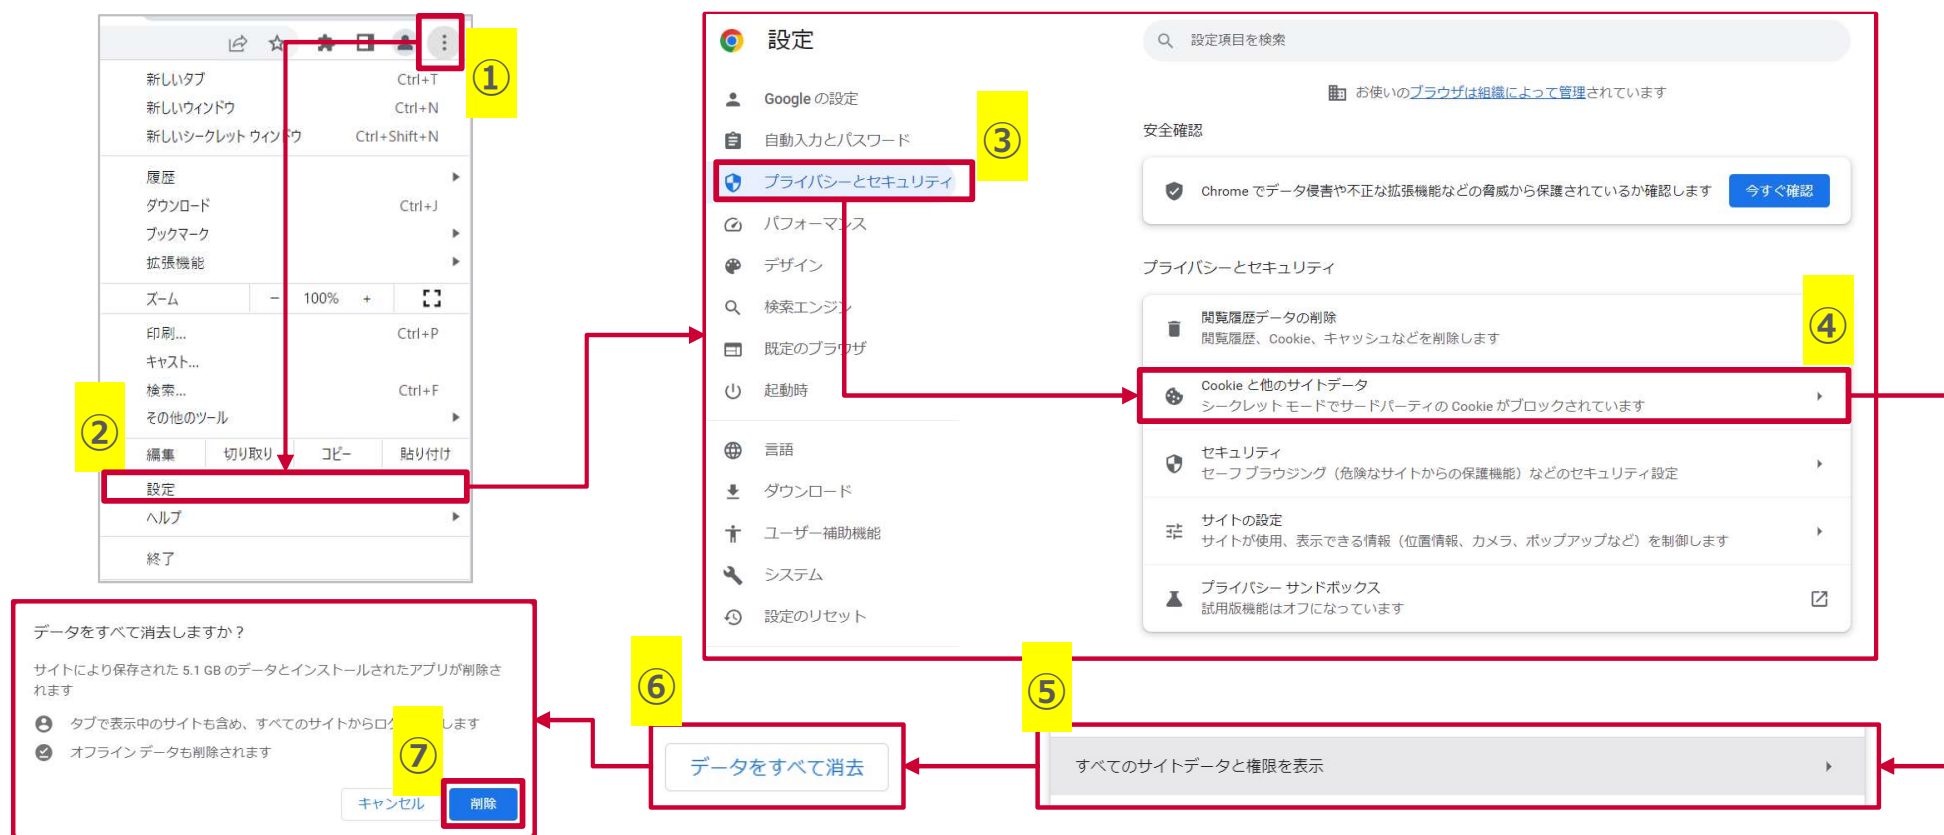 ①
新しいタブ Ctrl+T
新しいウィンドウ Ctrl+N
新しいシークレット ウィンドウ Ctrl+Shift+N
履歴
ダウンロード Ctrl+J
ブックマーク
拡張機能
ズーム − 100% +
印刷... Ctrl+P
キャスト...
検索... Ctrl+F
その他のツール
②
編集 切り取り コピー 貼り付け
設定
ヘルプ
終了
設定
Google の設定
自動入力とパスワード
③
プライバシーとセキュリティ
パフォーマンス
デザイン
検索エンジン
既定のブラウザ
起動時
言語
ダウンロード
ユーザー補助機能
システム
設定のリセット
設定項目を検索
お使いのブラウザは組織によって管理されています
安全確認
Chrome でデータ侵害や不正な拡張機能などの脅威から保護されているか確認します 今すぐ確認
プライバシーとセキュリティ
④
閲覧履歴データの削除
閲覧履歴、Cookie、キャッシュなどを削除します
Cookie と他のサイトデータ
シークレット モードでサードパーティの Cookie がブロックされています
セキュリティ
セーフ ブラウジング（危険なサイトからの保護機能）などのセキュリティ設定
サイトの設定
サイトが使用、表示できる情報（位置情報、カメラ、ポップアップなど）を制御します
プライバシー サンドボックス
試用版機能はオフになっています
⑤
すべてのサイトデータと権限を表示
⑥
データをすべて消去
データをすべて消去しますか？
サイトにより保存された 5.1 GB のデータとインストールされたアプリが削除さ
れます
タブで表示中のサイトも含め、すべてのサイトからロ します
オフライン データも削除されます
⑦
キャンセル 削除